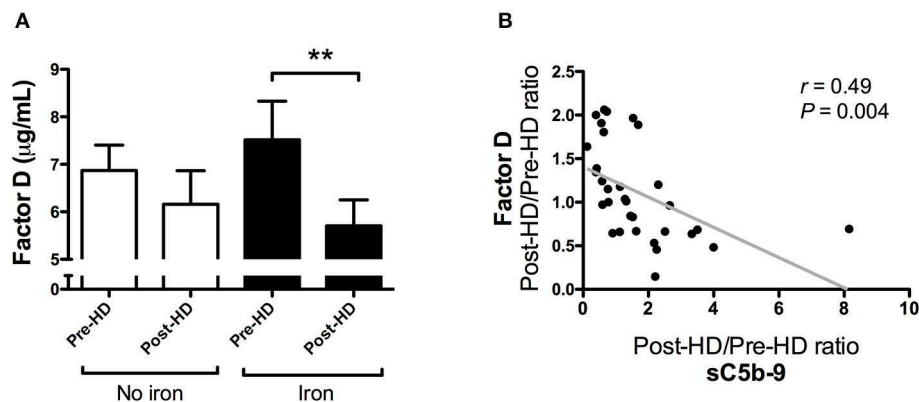 A
Factor D (μg/mL)
9
8
7
6
5
0
**
Pre-HD
Post-HD
Pre-HD
Post-HD
No iron
Iron
B
Factor D
Post-HD/Pre-HD ratio
2.5
2.0
1.5
1.0
0.5
0.0
r = 0.49
P = 0.004
0 2 4 6 8 10
Post-HD/Pre-HD ratio
sC5b-9